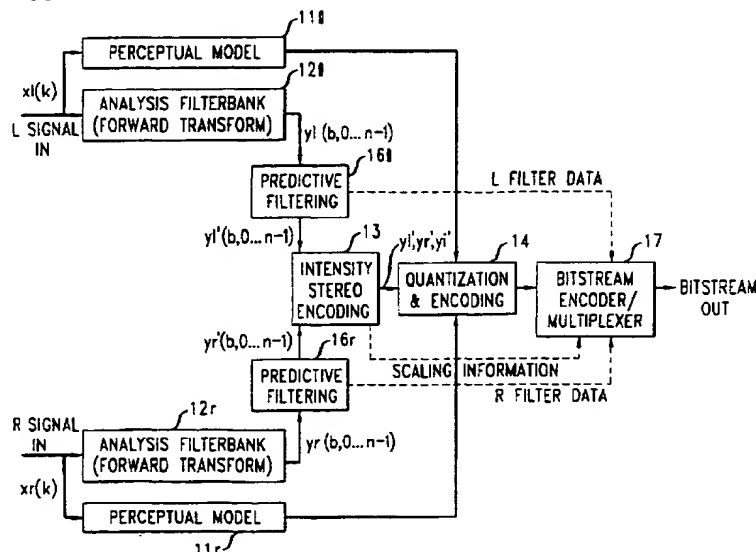 11l
PERCEPTUAL MODEL
12l
xl(k)
ANALYSIS FILTERBANK
(FORWARD TRANSFORM)
L SIGNAL
IN
yl(b,0...n-1)
16l
PREDICTIVE
FILTERING
L FILTER DATA
yl'(b,0...n-1)
13
yl',yr',yi'
14
17
INTENSITY
STEREO
ENCODING
QUANTIZATION
& ENCODING
BITSTREAM
ENCODER/
MULTIPLEXER
BITSTREAM
OUT
yr'(b,0...n-1)
16r
SCALING INFORMATION
PREDICTIVE
FILTERING
R FILTER DATA
12r
R SIGNAL
IN
ANALYSIS FILTERBANK
(FORWARD TRANSFORM)
yr(b,0...n-1)
xr(k)
PERCEPTUAL MODEL
11r